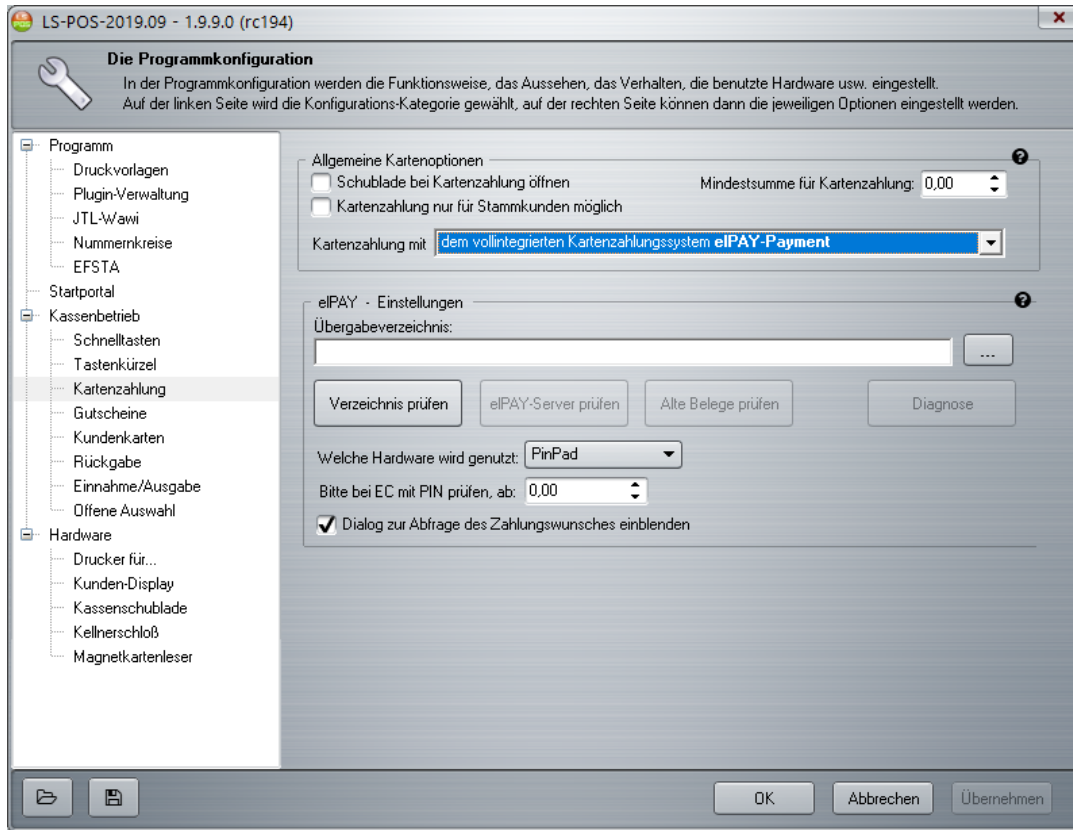 LS-POS-2019.09 - 1.9.9.0 (rc194)
Die Programmkonfiguration
In der Programmkonfiguration werden die Funktionsweise, das Aussehen, das Verhalten, die benutzte Hardware usw. eingestellt.
Auf der linken Seite wird die Konfigurations-Kategorie gewählt, auf der rechten Seite können dann die jeweiligen Optionen eingestellt werden.
Programm
Druckvorlagen
Plugin-Verwaltung
JTL-Wawi
Nummernkreise
EFSTA
Startportal
Kassenbetrieb
Schnelltasten
Tastenkürzel
Kartenzahlung
Gutscheine
Kundenkarten
Rückgabe
Einnahme/Ausgabe
Offene Auswahl
Hardware
Drucker für...
Kunden-Display
Kassenschublade
Kellnerschloß
Magnetkartenleser
Allgemeine Kartenoptionen
Schublade bei Kartenzahlung öffnen
Mindestsumme für Kartenzahlung: 0,00
Kartenzahlung nur für Stammkunden möglich
Kartenzahlung mit dem vollintegrierten Kartenzahlungssystem elPAY-Payment
elPAY - Einstellungen
Übergabeverzeichnis:
...
Verzeichnis prüfen elPAY-Server prüfen Alte Belege prüfen Diagnose
Welche Hardware wird genutzt: PinPad
Bitte bei EC mit PIN prüfen, ab: 0,00
Dialog zur Abfrage des Zahlungswunsches einblenden
OK Abbrechen Übernehmen